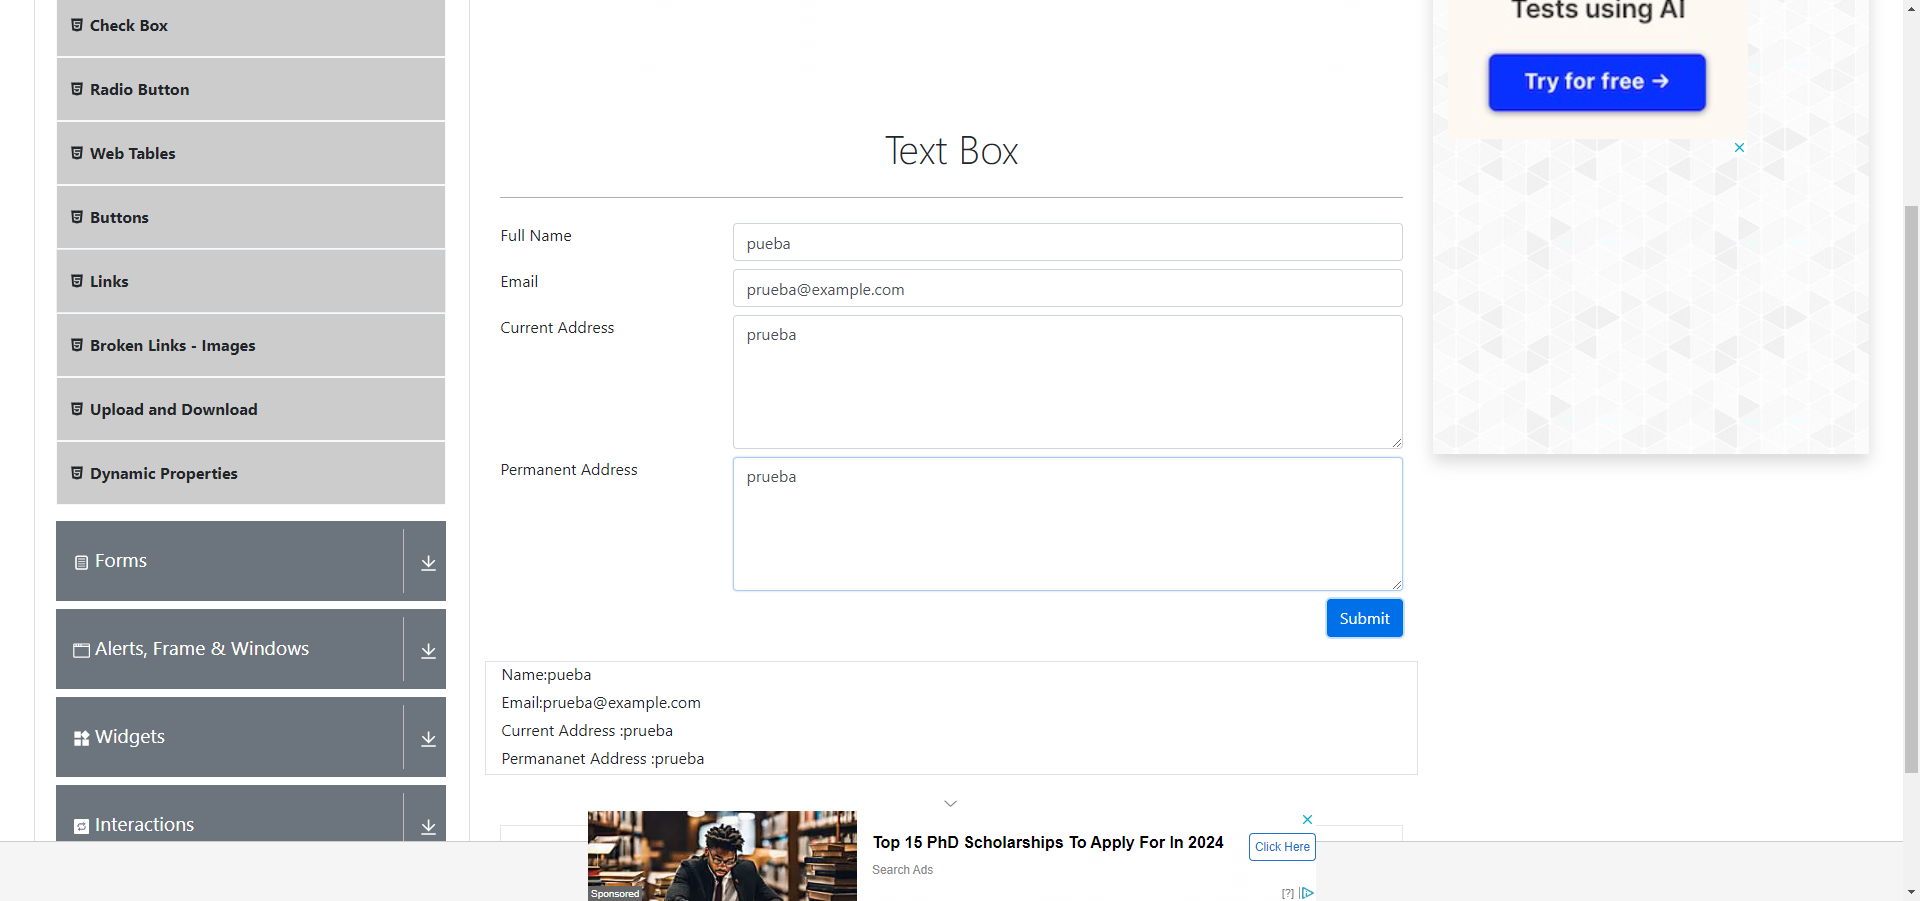 Check Box
Radio Button
Web Tables
Buttons
Links
Broken Links - Images
Upload and Download
Dynamic Properties
Forms
Alerts, Frame & Windows
Widgets
Interactions
Text Box
Full Name
pueba
Email
prueba@example.com
Current Address
prueba
Permanent Address
prueba
Submit
Name:pueba
Email:prueba@example.com
Current Address :prueba
Permananet Address :prueba
Tests using AI
Try for free →
Top 15 PhD Scholarships To Apply For In 2024
Search Ads
Click Here
Sponsored
[?]